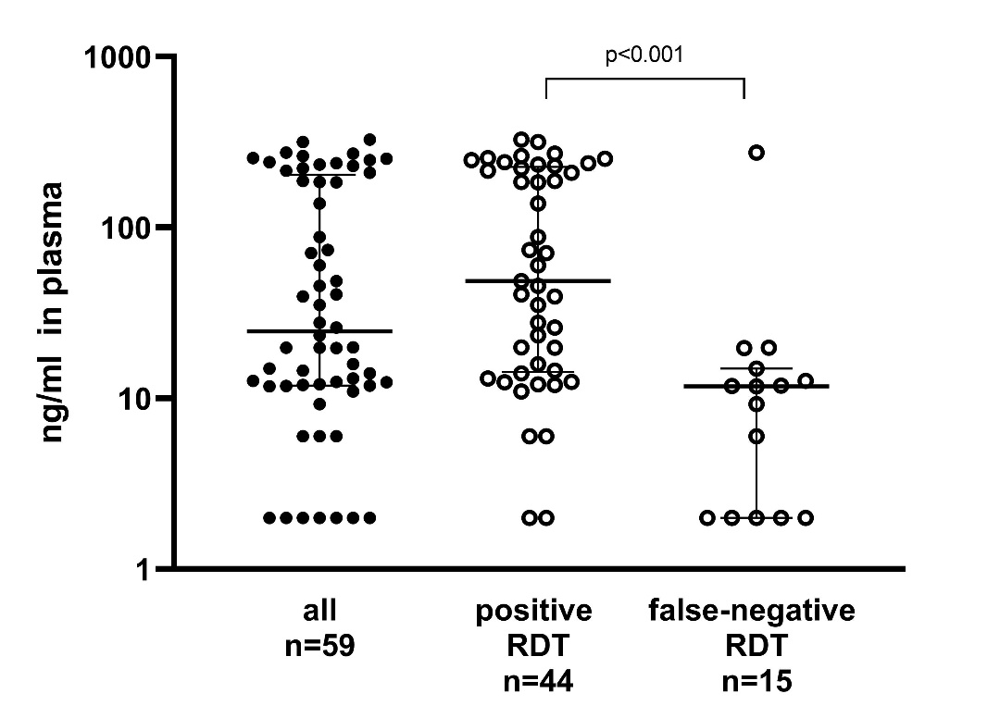 p<0.001
1000
100
10
1
ng/ml in plasma
all
n=59
positive
RDT
n=44
false-negative
RDT
n=15